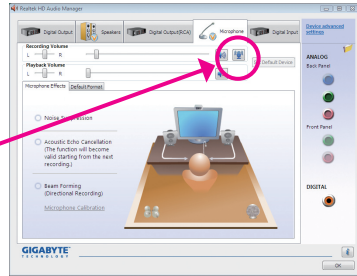 Realtek HD Audio Manager
Digital Output
Speakers
Digital Output(RCA)
Microphone
Digital Input
Device advanced
settings
Recording Volume
L R
Default Device
Playback Volume
L R
Microphone Effects
Default Format
Noise
Acoustic Echo Cancellation
(The function will become
valid starting from the next
recording.)
Beam Forming
(Directional Recording)
Microphone Calibration
ANALOG
Back Panel
Front Panel
DIGITAL
GIGABYTE
TECHNOLOGY
i
OK